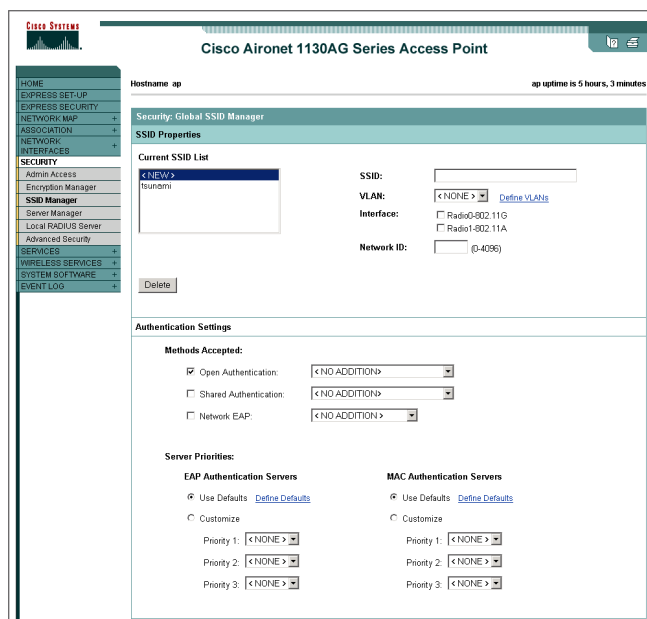 CISCO SYSTEMS
Cisco Aironet 1130AG Series Access Point
Hostname ap
ap uptime is 5 hours, 3 minutes
HOME
EXPRESS SET-UP
EXPRESS SECURITY
NETWORK MAP +
ASSOCIATION +
NETWORK INTERFACES +
SECURITY
Admin Access
Encryption Manager
SSID Manager
Server Manager
Local RADIUS Server
Advanced Security
SERVICES +
WIRELESS SERVICES +
SYSTEM SOFTWARE +
EVENT LOG +
Security: Global SSID Manager
SSID Properties
Current SSID List
< NEW >
tsunami
Delete
SSID:
VLAN: < NONE > Define VLANs
Interface: Radio0-802.11G
Radio1-802.11A
Network ID: (0-4096)
Authentication Settings
Methods Accepted:
Open Authentication: < NO ADDITION>
Shared Authentication: < NO ADDITION>
Network EAP: < NO ADDITION >
Server Priorities:
EAP Authentication Servers
Use Defaults Define Defaults
Customize
Priority 1: < NONE >
Priority 2: < NONE >
Priority 3: < NONE >
MAC Authentication Servers
Use Defaults Define Defaults
Customize
Priority 1: < NONE >
Priority 2: < NONE >
Priority 3: < NONE >